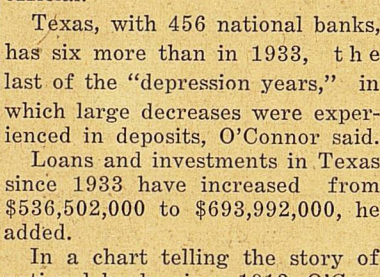 Texas, with 456 national banks,
has six more than in 1933, the
last of the “depression years,” in
which large decreases were exper-
ienced in deposits, O’Connor said.
Loans and investments in Texas
since 1933 have increased from
$536,502,000 to $693,992,000, he
added.
In a chart telling the story of